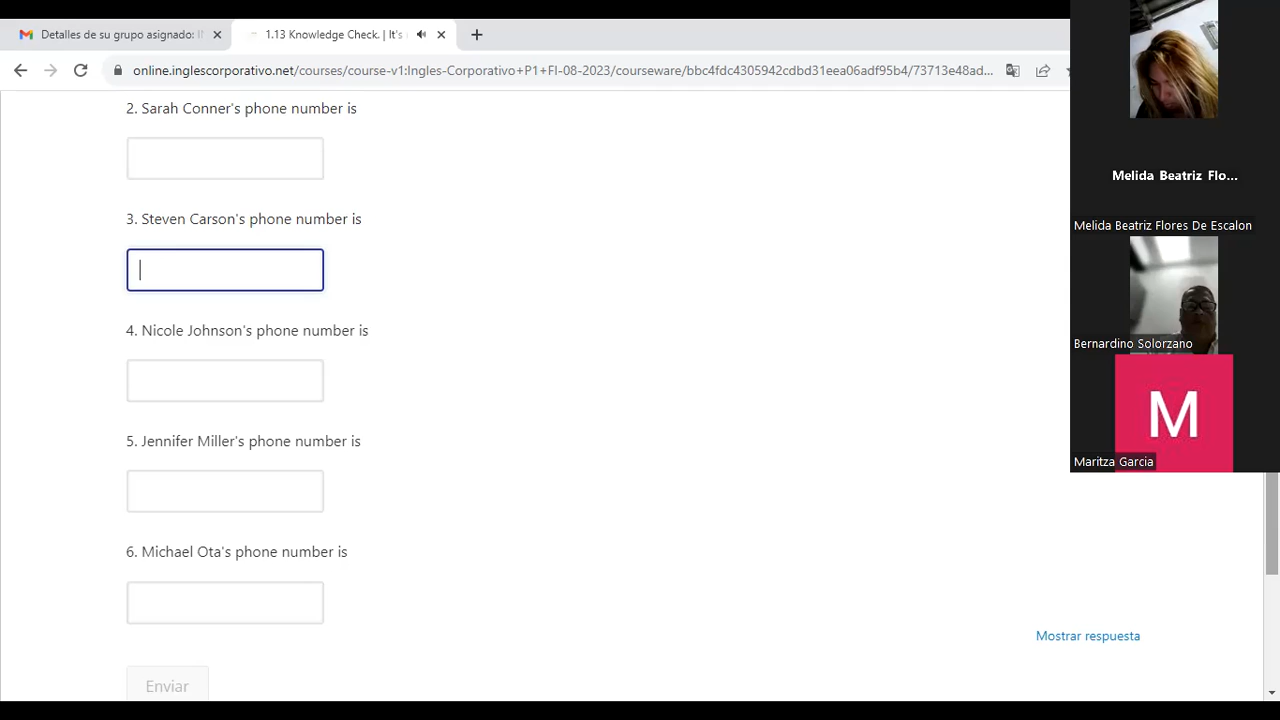 Detalles de su grupo asignado: I
1.13 Knowledge Check. | It's
online.inglescorporativo.net/courses/course-v1:Ingles-Corporativo+P1+FI-08-2023/courseware/bbc4fdc4305942cdbd31eea06adf95b4/73713e48ad...
2. Sarah Conner's phone number is
3. Steven Carson's phone number is
4. Nicole Johnson's phone number is
5. Jennifer Miller's phone number is
6. Michael Ota's phone number is
Mostrar respuesta
Enviar
Melida Beatriz Flo...
Melida Beatriz Flores De Escalon
Bernardino Solorzano
M
Maritza Garcia